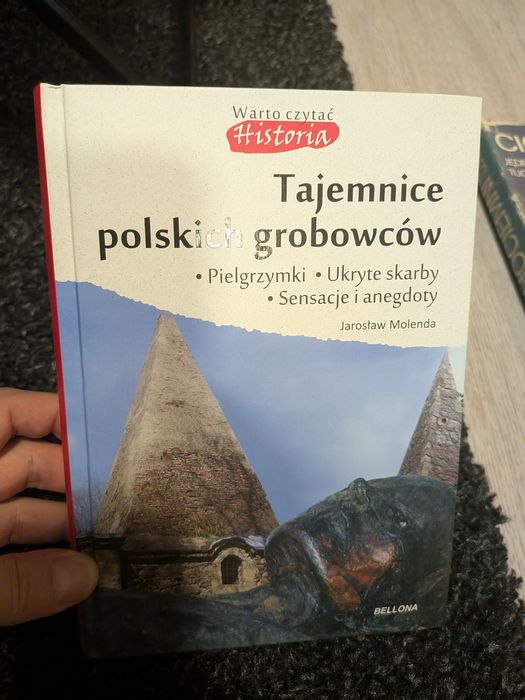 Warto czytać
Historia
Tajemnice
polskich grobowców
• Pielgrzymki • Ukryte skarby
• Sensacje i anegdoty
Jarosław Molenda
BELLONA